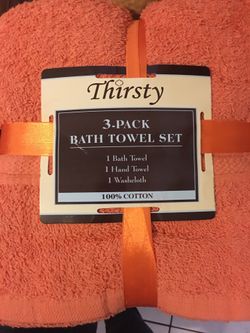 Thirsty
3-PACK
BATH TOWEL SET
1 Bath Towel
1 Hand Towel
1 Washcloth
100% COTTON